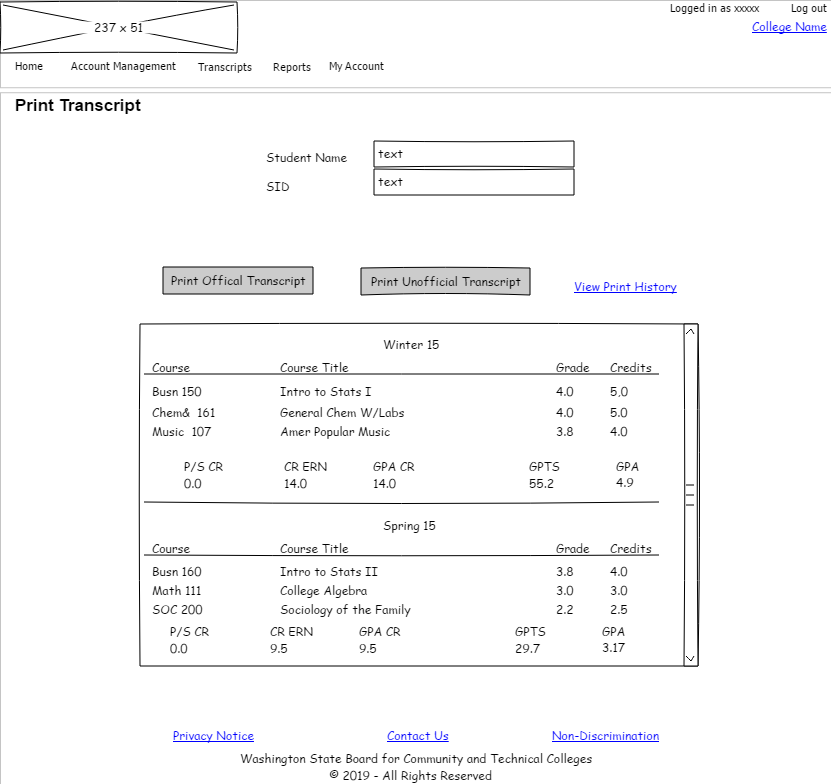 Logged in as xxxxx Log out
237 x 51
College Name
Home Account Management Transcripts Reports My Account
Print Transcript
Student Name text
SID text
Print Offical Transcript Print Unofficial Transcript View Print History
Winter 15
Course Course Title Grade Credits
Busn 150 Intro to Stats I 4.0 5.0
Chem& 161 General Chem W/Labs 4.0 5.0
Music 107 Amer Popular Music 3.8 4.0
P/S CR CR ERN GPA CR GPTS GPA
0.0 14.0 14.0 55.2 4.9
Spring 15
Course Course Title Grade Credits
Busn 160 Intro to Stats II 3.8 4.0
Math 111 College Algebra 3.0 3.0
SOC 200 Sociology of the Family 2.2 2.5
P/S CR CR ERN GPA CR GPTS GPA
0.0 9.5 9.5 29.7 3.17
Privacy Notice Contact Us Non-Discrimination
Washington State Board for Community and Technical Colleges
© 2019 - All Rights Reserved